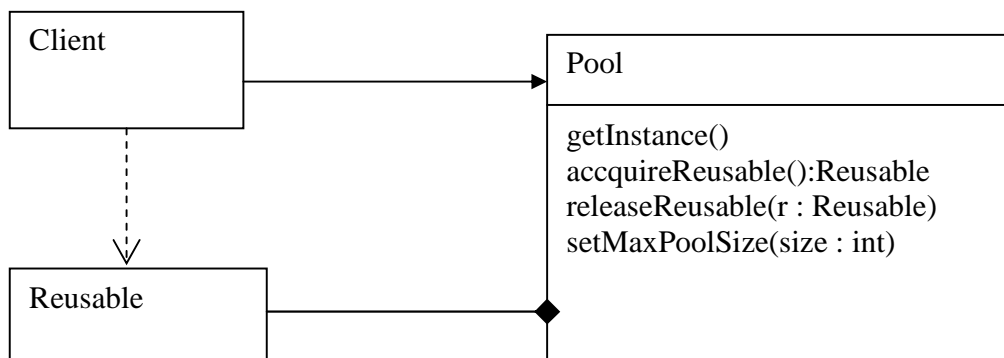 Client
Pool
getInstance()
accquireReusable():Reusable
releaseReusable(r : Reusable)
setMaxPoolSize(size : int)
Reusable